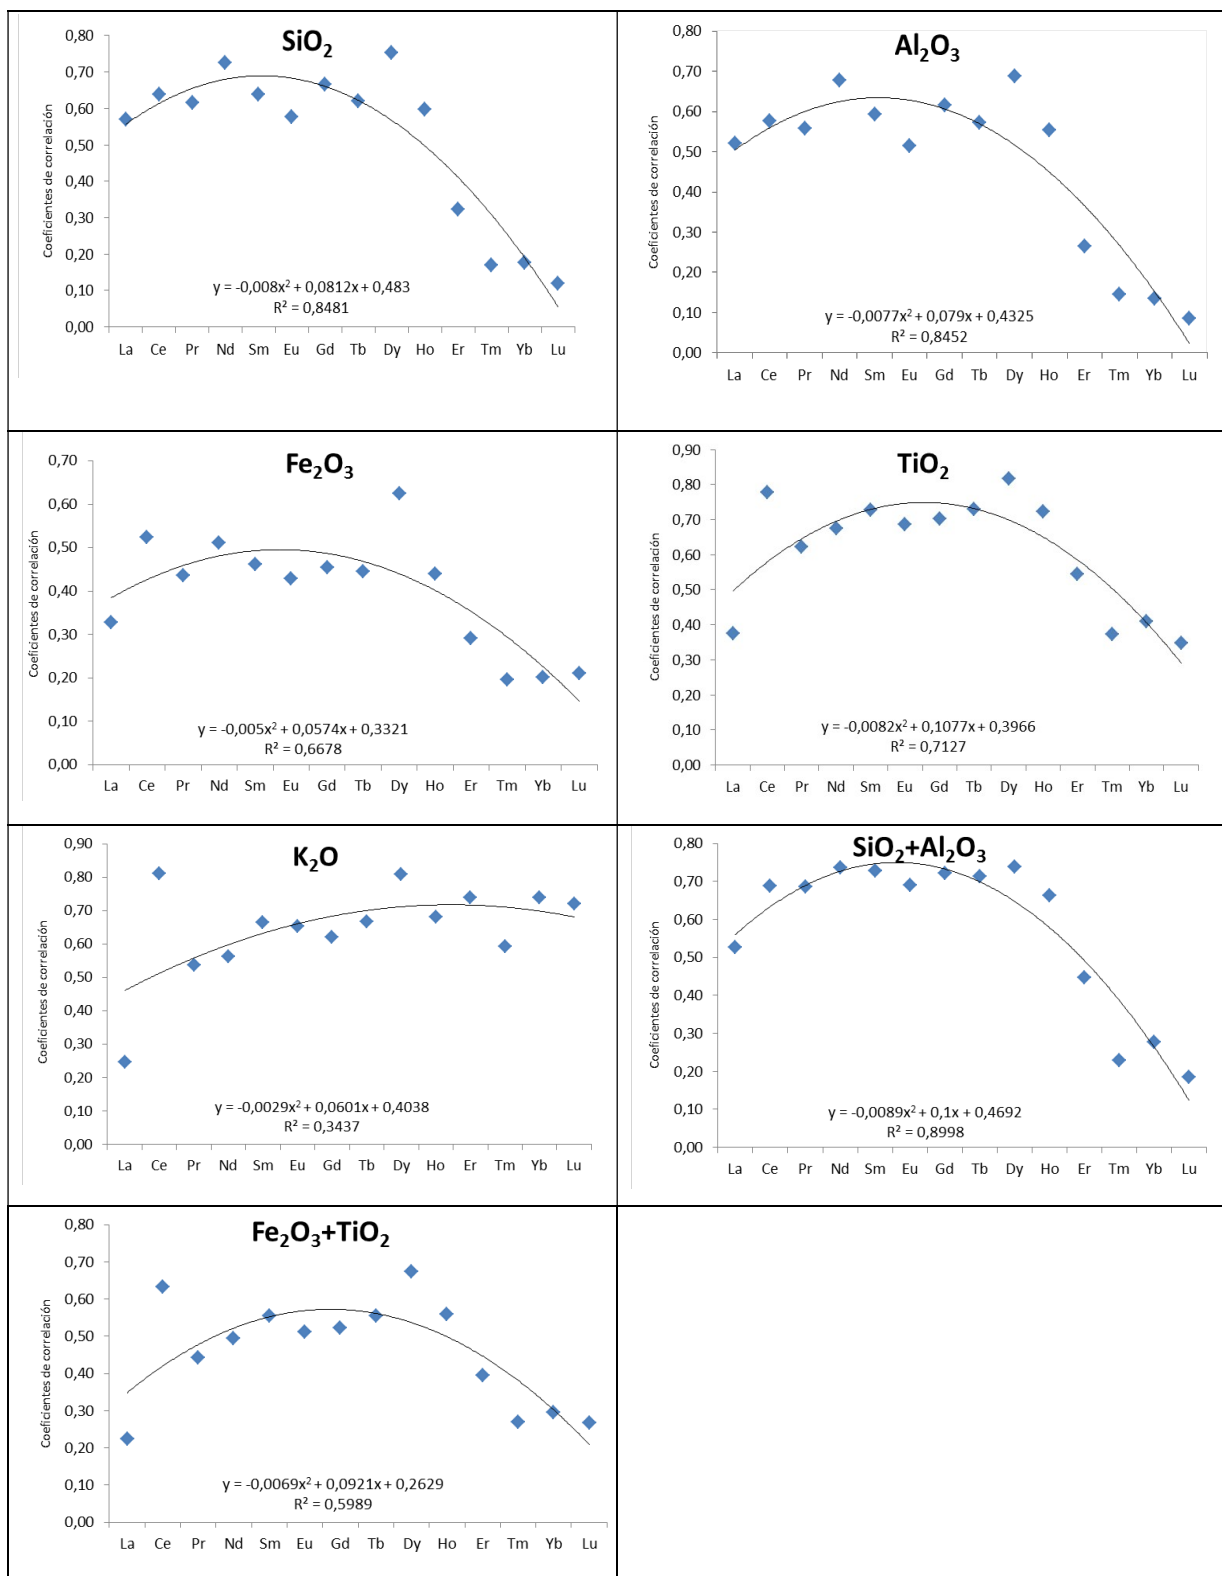 SiO₂
Coeficientes de correlación
0,80
0,70
0,60
0,50
0,40
0,30
0,20
0,10
0,00
y = -0,008x² + 0,0812x + 0,483
R² = 0,8481
La Ce Pr Nd Sm Eu Gd Tb Dy Ho Er Tm Yb Lu
Al₂O₃
Coeficientes de correlación
0,80
0,70
0,60
0,50
0,40
0,30
0,20
0,10
0,00
y = -0,0077x² + 0,079x + 0,4325
R² = 0,8452
La Ce Pr Nd Sm Eu Gd Tb Dy Ho Er Tm Yb Lu
Fe₂O₃
Coeficientes de correlación
0,70
0,60
0,50
0,40
0,30
0,20
0,10
0,00
y = -0,005x² + 0,0574x + 0,3321
R² = 0,6678
La Ce Pr Nd Sm Eu Gd Tb Dy Ho Er Tm Yb Lu
TiO₂
Coeficientes de correlación
0,90
0,80
0,70
0,60
0,50
0,40
0,30
0,20
0,10
0,00
y = -0,0082x² + 0,1077x + 0,3966
R² = 0,7127
La Ce Pr Nd Sm Eu Gd Tb Dy Ho Er Tm Yb Lu
K₂O
Coeficientes de correlación
0,90
0,80
0,70
0,60
0,50
0,40
0,30
0,20
0,10
0,00
y = -0,0029x² + 0,0601x + 0,4038
R² = 0,3437
La Ce Pr Nd Sm Eu Gd Tb Dy Ho Er Tm Yb Lu
SiO₂+Al₂O₃
Coeficientes de correlación
0,80
0,70
0,60
0,50
0,40
0,30
0,20
0,10
0,00
y = -0,0089x² + 0,1x + 0,4692
R² = 0,8998
La Ce Pr Nd Sm Eu Gd Tb Dy Ho Er Tm Yb Lu
Fe₂O₃+TiO₂
Coeficientes de correlación
0,80
0,70
0,60
0,50
0,40
0,30
0,20
0,10
0,00
y = -0,0069x² + 0,0921x + 0,2629
R² = 0,5989
La Ce Pr Nd Sm Eu Gd Tb Dy Ho Er Tm Yb Lu